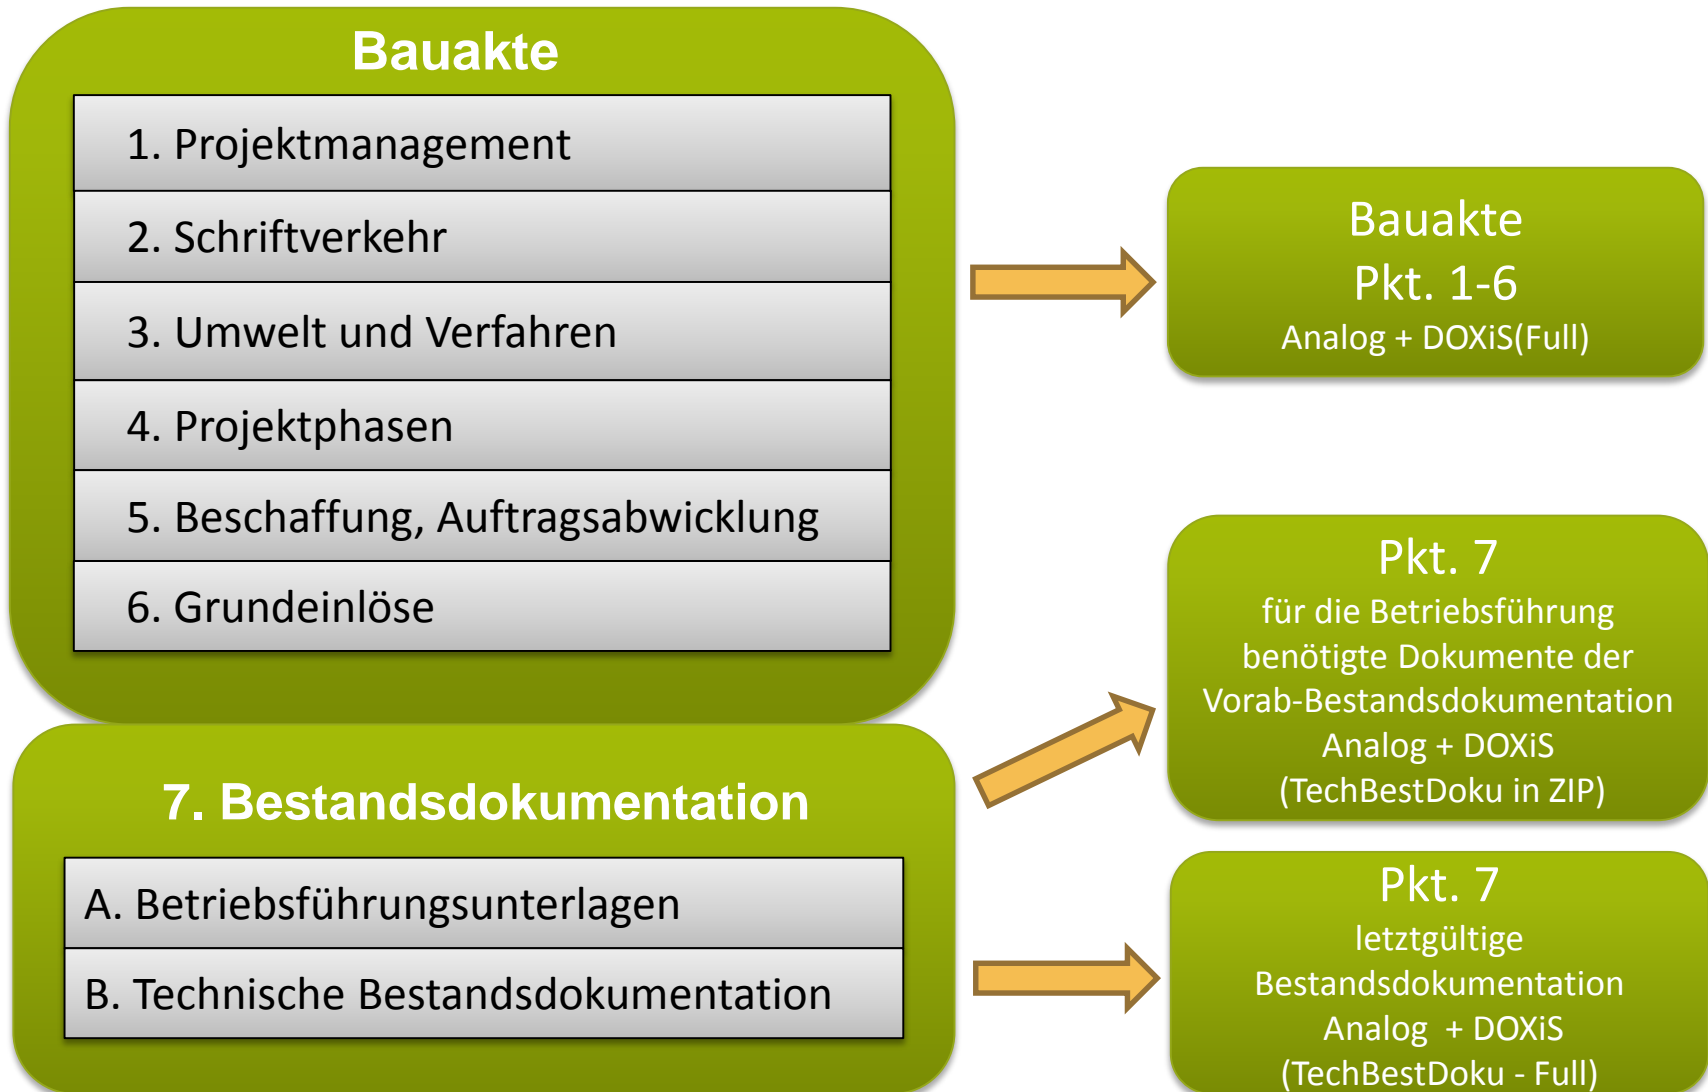 Bauakte
1. Projektmanagement
2. Schriftverkehr
3. Umwelt und Verfahren
4. Projektphasen
5. Beschaffung, Auftragsabwicklung
6. Grundeinlöse
Bauakte
Pkt. 1-6
Analog + DOXiS(Full)
7. Bestandsdokumentation
A. Betriebsführungsunterlagen
B. Technische Bestandsdokumentation
Pkt. 7
für die Betriebsführung
benötigte Dokumente der
Vorab-Bestandsdokumentation
Analog + DOXiS
(TechBestDoku in ZIP)
Pkt. 7
letztgültige
Bestandsdokumentation
Analog + DOXiS
(TechBestDoku - Full)